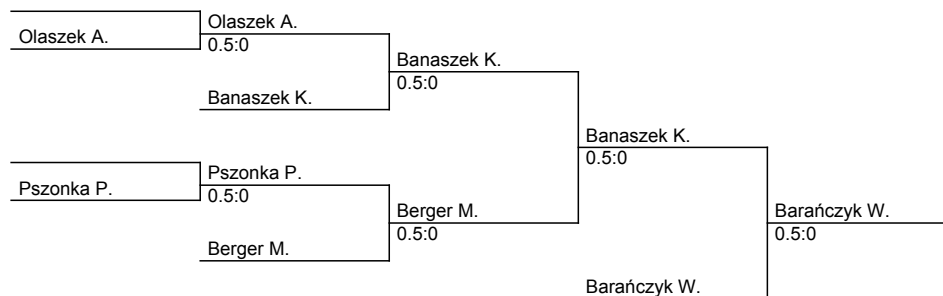 Olaszek A.
Olaszek A.
0.5:0
Banaszek K.
0.5:0
Banaszek K.
Banaszek K.
0.5:0
Pszonka P.
Pszonka P.
0.5:0
Berger M.
0.5:0
Berger M.
Barańczyk W.
0.5:0
Barańczyk W.